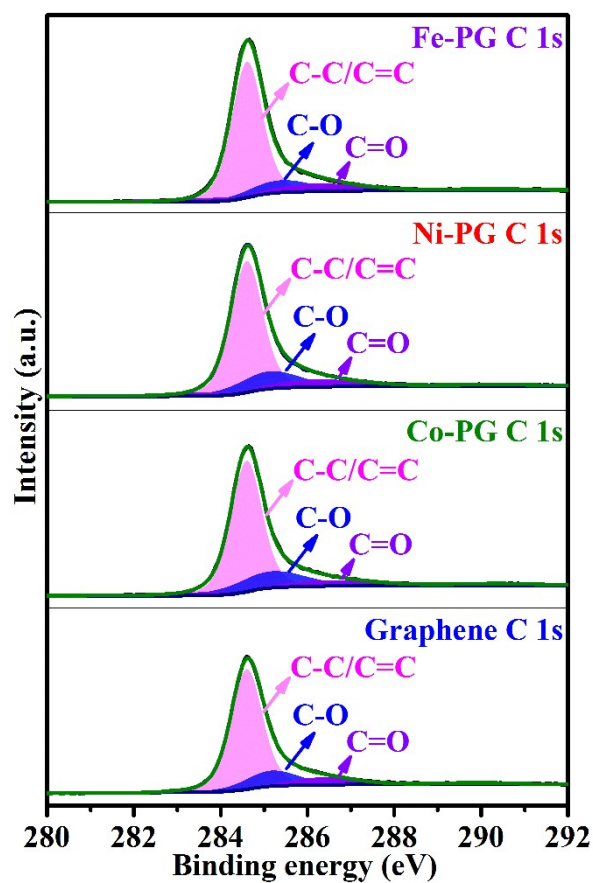 Fe-PG C 1s
C-C/C=C
C-O
C=O
Ni-PG C 1s
C-C/C=C
C-O
C=O
Co-PG C 1s
C-C/C=C
C-O
C=O
Graphene C 1s
C-C/C=C
C-O
C=O
Intensity (a.u.)
280 282 284 286 288 290 292
Binding energy (eV)